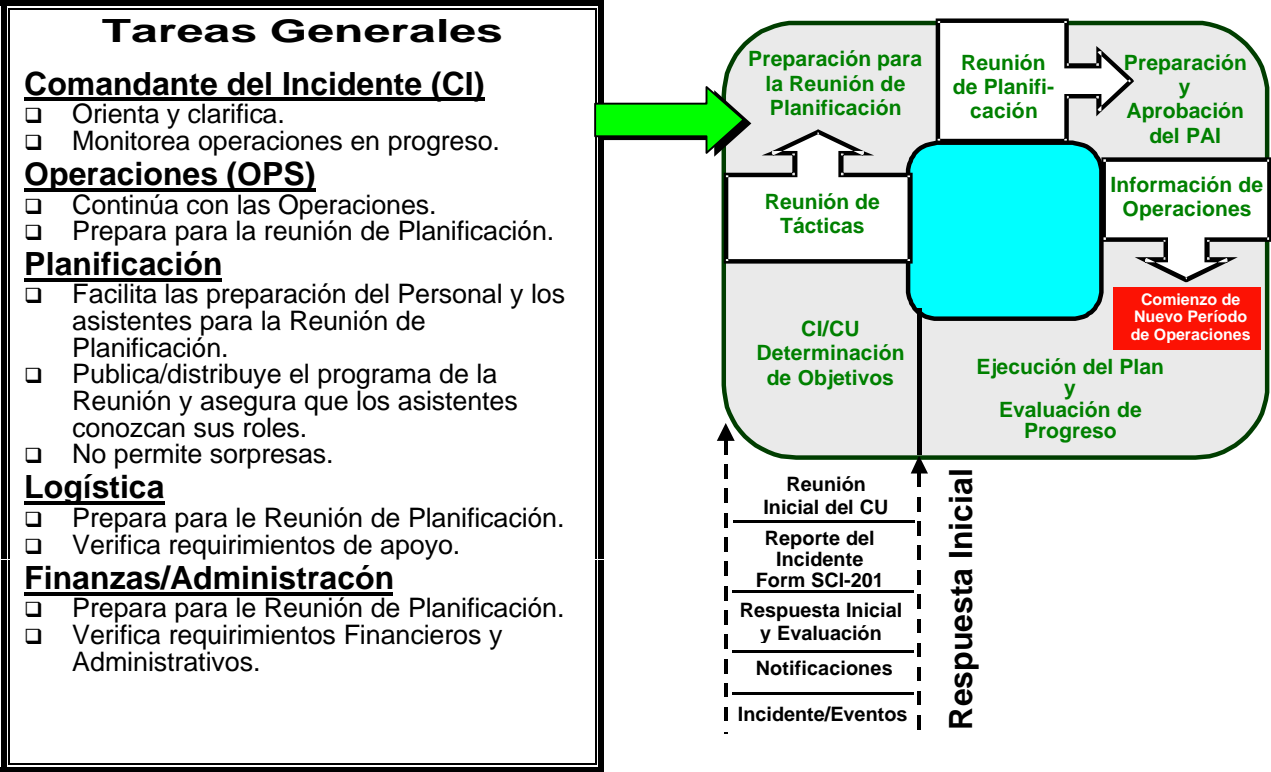 Tareas Generales
Comandante del Incidente (CI)
❑ Orienta y clarifica.
❑ Monitorea operaciones en progreso.
Operaciones (OPS)
❑ Continúa con las Operaciones.
❑ Prepara para la reunión de Planificación.
Planificación
❑ Facilita las preparación del Personal y los
asistentes para la Reunión de
Planificación.
❑ Publica/distribuye el programa de la
Reunión y asegura que los asistentes
conozcan sus roles.
❑ No permite sorpresas.
Logística
❑ Prepara para le Reunión de Planificación.
❑ Verifica requirimientos de apoyo.
Finanzas/Administracón
❑ Prepara para le Reunión de Planificación.
❑ Verifica requirimientos Financieros y
Administrativos.
Preparación para
la Reunión de
Planificación
Reunión
de Planifi-
cación
Preparación
y
Aprobación
del PAI
Reunión de
Tácticas
Información de
Operaciones
Comienzo de
Nuevo Período
de Operaciones
CI/CU
Determinación
de Objetivos
Ejecución del Plan
y
Evaluación de
Progreso
Reunión
Inicial del CU
Reporte del
Incidente
Form SCI-201
Respuesta Inicial
y Evaluación
Notificaciones
Incidente/Eventos
Respuesta Inicial